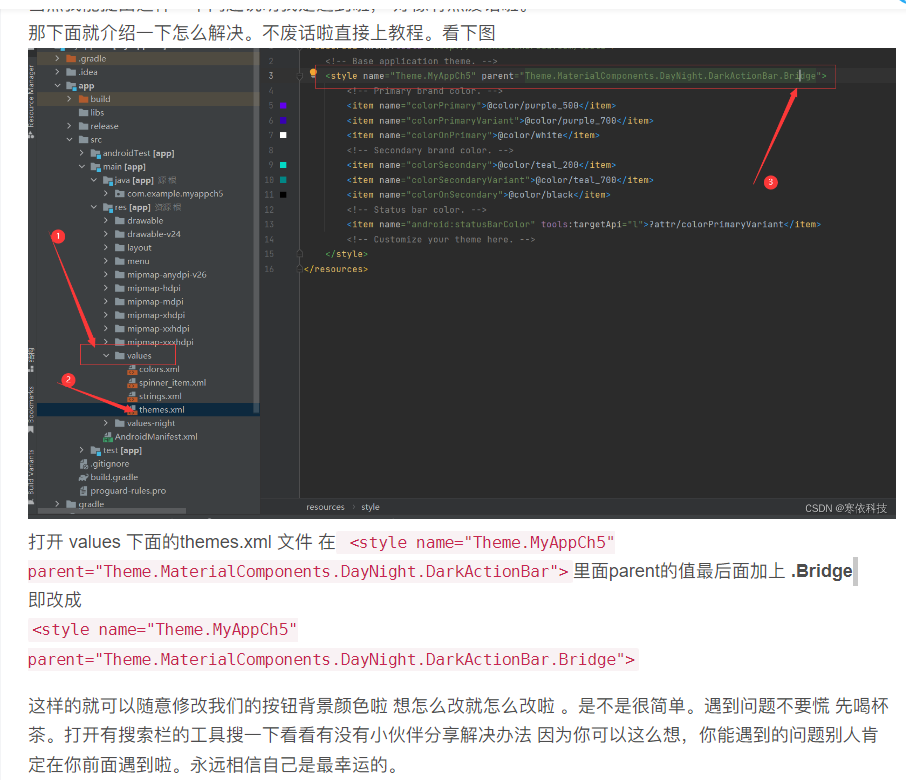 那下面就介绍一下怎么解决。不废话啦直接上教程。看下图
.gradle
.idea
app
build
libs
release
src
androidTest [app]
main [app]
java [app] 源 根
com.example.myappch5
res [app] 资源 根
drawable
drawable-v24
layout
menu
mipmap-anydpi-v26
mipmap-hdpi
mipmap-mdpi
mipmap-xhdpi
mipmap-xxhdpi
mipmap-xxxhdpi
values
colors.xml
spinner_item.xml
strings.xml
themes.xml
values-night
AndroidManifest.xml
test [app]
.gitignore
build.gradle
proguard-rules.pro
gradle
Resource Manager
结构
Bookmarks
Build Variants
1
2
3
2 <!-- Base application theme. -->
3 <style name="Theme.MyAppCh5" parent="Theme.MaterialComponents.DayNight.DarkActionBar.Bridge">
4 <!-- Primary brand color. -->
5 <item name="colorPrimary">@color/purple_500</item>
6 <item name="colorPrimaryVariant">@color/purple_700</item>
7 <item name="colorOnPrimary">@color/white</item>
8 <!-- Secondary brand color. -->
9 <item name="colorSecondary">@color/teal_200</item>
10 <item name="colorSecondaryVariant">@color/teal_700</item>
11 <item name="colorOnSecondary">@color/black</item>
12 <!-- Status bar color. -->
13 <item name="android:statusBarColor" tools:targetApi="l">?attr/colorPrimaryVariant</item>
14 <!-- Customize your theme here. -->
15 </style>
16 </resources>
resources › style
CSDN @寒依科技
打开 values 下面的themes.xml 文件 在 <style name="Theme.MyAppCh5"
parent="Theme.MaterialComponents.DayNight.DarkActionBar">里面parent的值最后面加上 .Bridge
即改成
<style name="Theme.MyAppCh5"
parent="Theme.MaterialComponents.DayNight.DarkActionBar.Bridge">
这样的就可以随意修改我们的按钮背景颜色啦 想怎么改就怎么改啦 。是不是很简单。遇到问题不要慌 先喝杯
茶。打开有搜索栏的工具搜一下看看有没有小伙伴分享解决办法 因为你可以这么想，你能遇到的问题别人肯
定在你前面遇到啦。永远相信自己是最幸运的。